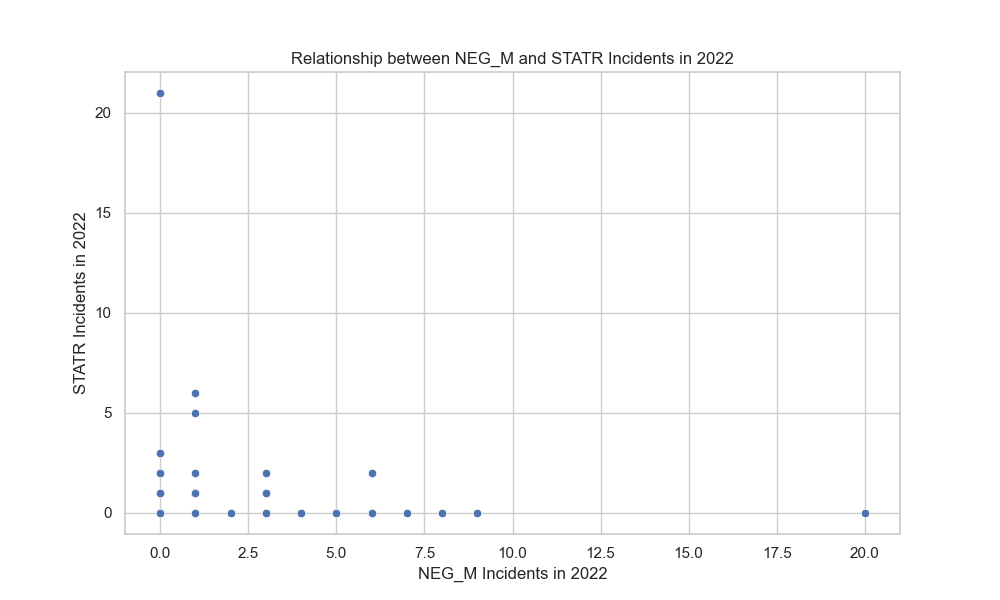 Relationship between NEG_M and STATR Incidents in 2022
STATR Incidents in 2022
20
15
10
5
0
0.0 2.5 5.0 7.5 10.0 12.5 15.0 17.5 20.0
NEG_M Incidents in 2022